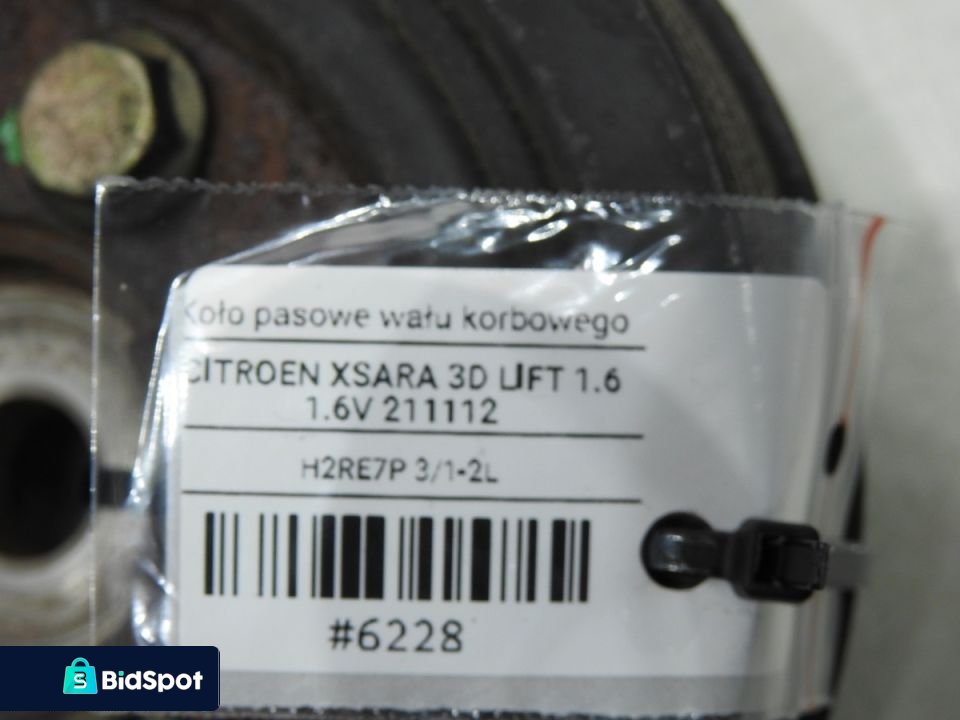 Koło pasowe wału korbowego
CITROEN XSARA 3D LIFT 1.6
1.6V 211112
H2RE7P 3/1-2L
#6228
BidSpot